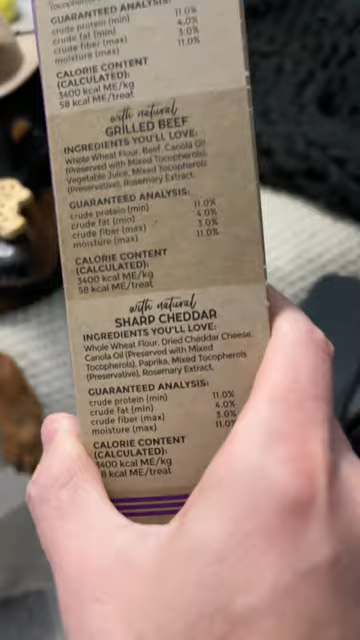 GUARANTEED ANALYSIS:
crude protein (min) 11.0%
crude fat (min) 4.0%
crude fiber (max) 3.0%
moisture (max) 11.0%
CALORIE CONTENT
(CALCULATED):
3400 kcal ME/kg
58 kcal ME/treat
with natural
GRILLED BEEF
INGREDIENTS YOU'LL LOVE:
Whole Wheat Flour, Beef, Canola Oil
(Preserved with Mixed Tocopherols),
Vegetable Juice, Mixed Tocopherols
(Preservative), Rosemary Extract.
GUARANTEED ANALYSIS:
crude protein (min) 11.0%
crude fat (min) 4.0%
crude fiber (max) 3.0%
moisture (max) 11.0%
CALORIE CONTENT
(CALCULATED):
3400 kcal ME/kg
58 kcal ME/treat
with natural
SHARP CHEDDAR
INGREDIENTS YOU'LL LOVE:
Whole Wheat Flour, Dried Cheddar Cheese,
Canola Oil (Preserved with Mixed
Tocopherols), Paprika, Mixed Tocopherols
(Preservative), Rosemary Extract.
GUARANTEED ANALYSIS:
crude protein (min) 11.0%
crude fat (min) 4.0%
crude fiber (max) 3.0%
moisture (max) 11.0%
CALORIE CONTENT
(CALCULATED):
3400 kcal ME/kg
8 kcal ME/treat